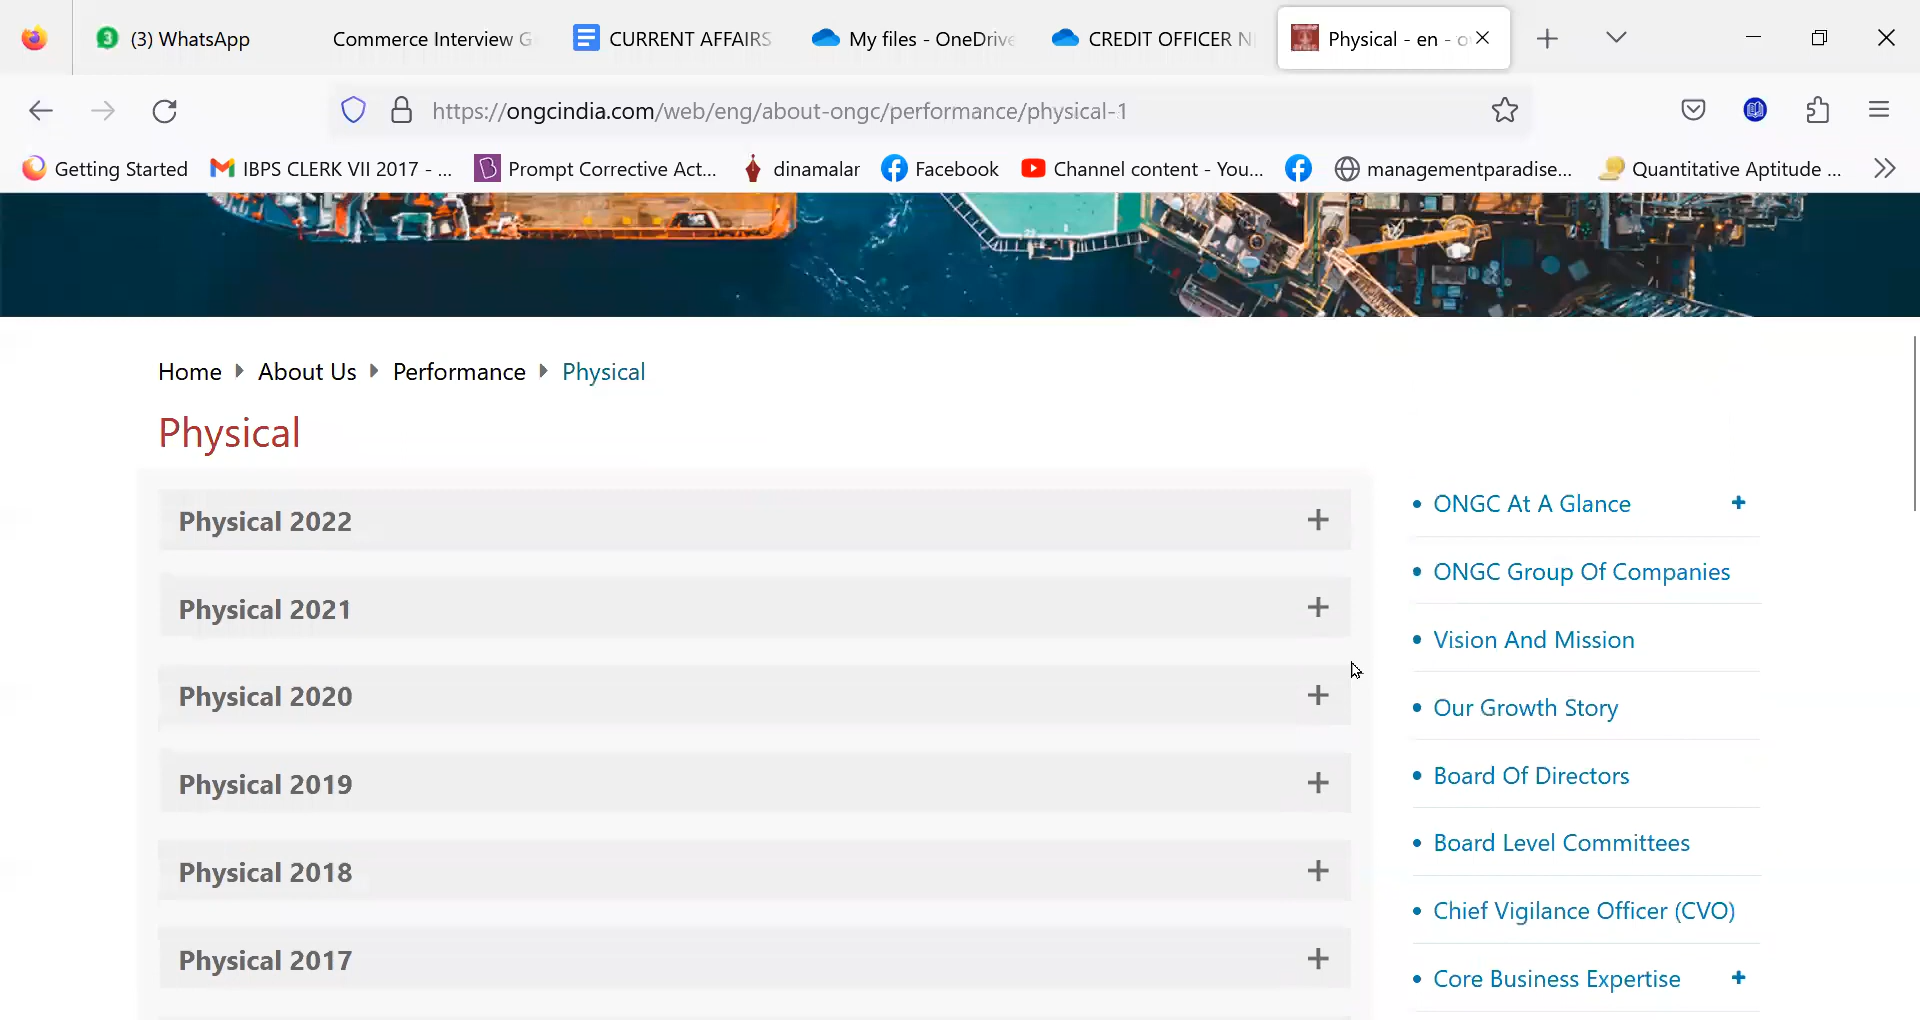 3 (3) WhatsApp
Commerce Interview G
CURRENT AFFAIRS
My files - OneDrive
CREDIT OFFICER N
Physical - en - o
https://ongcindia.com/web/eng/about-ongc/performance/physical-1
Getting Started
IBPS CLERK VII 2017 - ...
Prompt Corrective Act...
dinamalar
Facebook
Channel content - You...
managementparadise...
Quantitative Aptitude ...
Home
About Us
Performance
Physical
Physical
Physical 2022
Physical 2021
Physical 2020
Physical 2019
Physical 2018
Physical 2017
ONGC At A Glance
ONGC Group Of Companies
Vision And Mission
Our Growth Story
Board Of Directors
Board Level Committees
Chief Vigilance Officer (CVO)
Core Business Expertise